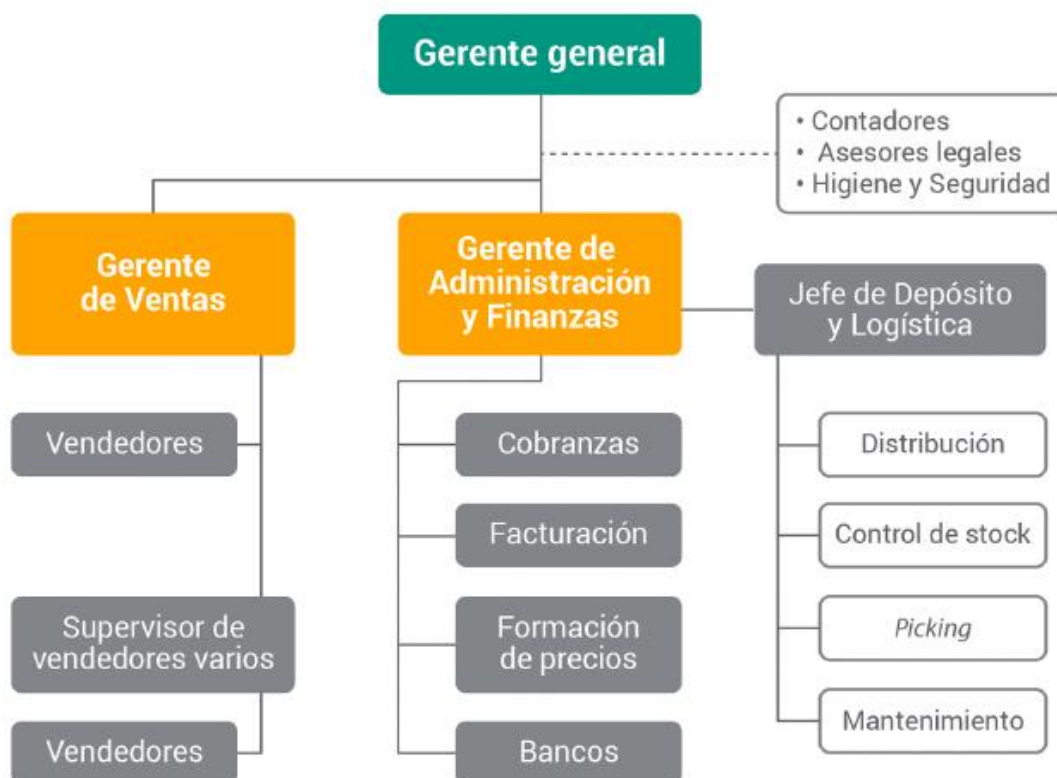 Gerente general
• Contadores
• Asesores legales
• Higiene y Seguridad
Gerente
de Ventas
Gerente de
Administración
y Finanzas
Jefe de Depósito
y Logística
Vendedores
Supervisor de
vendedores varios
Vendedores
Cobranzas
Facturación
Formación
de precios
Bancos
Distribución
Control de stock
Picking
Mantenimiento